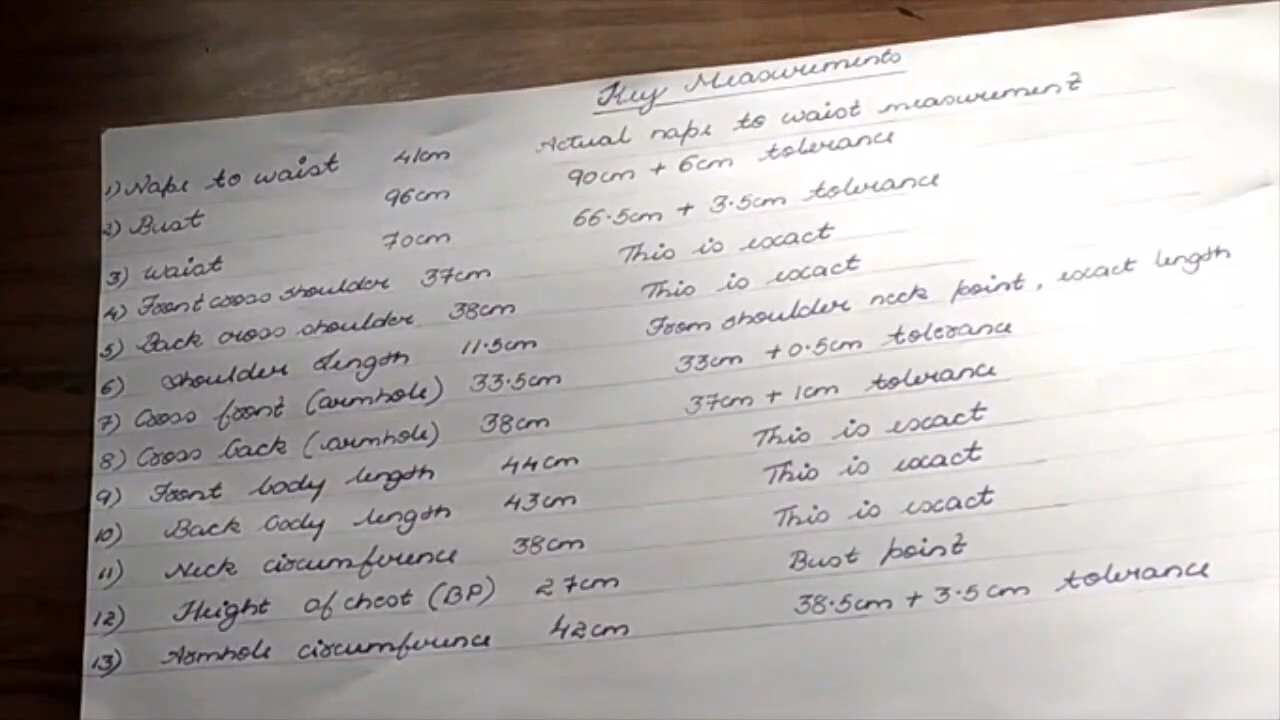 Key Measurements
1) Nape to waist 41cm Actual nape to waist measurement
2) Bust 96cm 90cm + 6cm tolerance
3) Waist 70cm 66.5cm + 3.5cm tolerance
4) Front cross shoulder 37cm This is exact
5) Back cross shoulder 38cm This is exact
6) Shoulder length 11.5cm From shoulder neck point, exact length
7) Cross front (armhole) 33.5cm 33cm + 0.5cm tolerance
8) Cross back (armhole) 38cm 37cm + 1cm tolerance
9) Front body length 44cm This is exact
10) Back body length 43cm This is exact
11) Neck circumference 38cm This is exact
12) Height of chest (BP) 27cm Bust point
13) Armhole circumference 42cm 38.5cm + 3.5cm tolerance